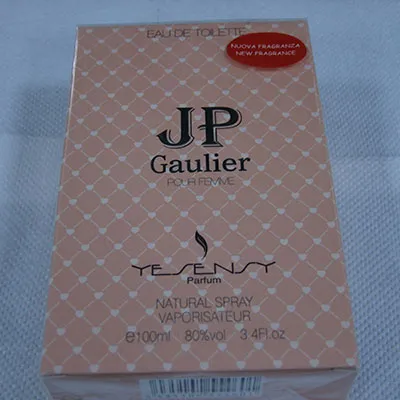 EAU DE TOILETTE
NUOVA FRAGRANZA
NEW FRAGRANCE
JP
Gaulier
POUR FEMME
YESENSY
Parfum
NATURAL SPRAY
VAPORISATEUR
e100ml 80%vol 3.4Fl.oz